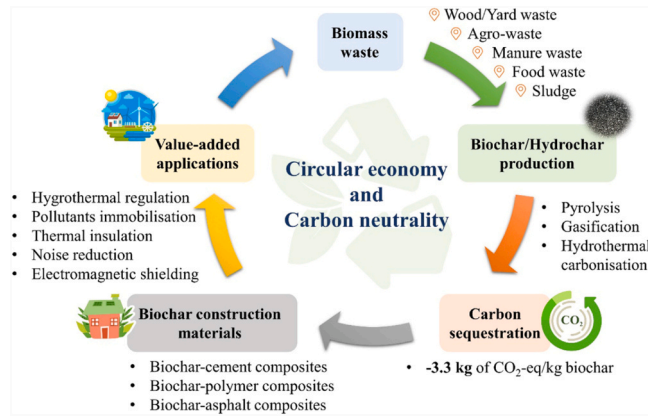 Biomass
waste
Wood/Yard waste
Agro-waste
Manure waste
Food waste
Sludge
Biochar/Hydrochar
production
Pyrolysis
Gasification
Hydrothermal
carbonisation
Carbon
sequestration
CO₂
-3.3 kg of CO₂-eq/kg biochar
Biochar construction
materials
Biochar-cement composites
Biochar-polymer composites
Biochar-asphalt composites
Value-added
applications
Hygrothermal regulation
Pollutants immobilisation
Thermal insulation
Noise reduction
Electromagnetic shielding
Circular economy
and
Carbon neutrality